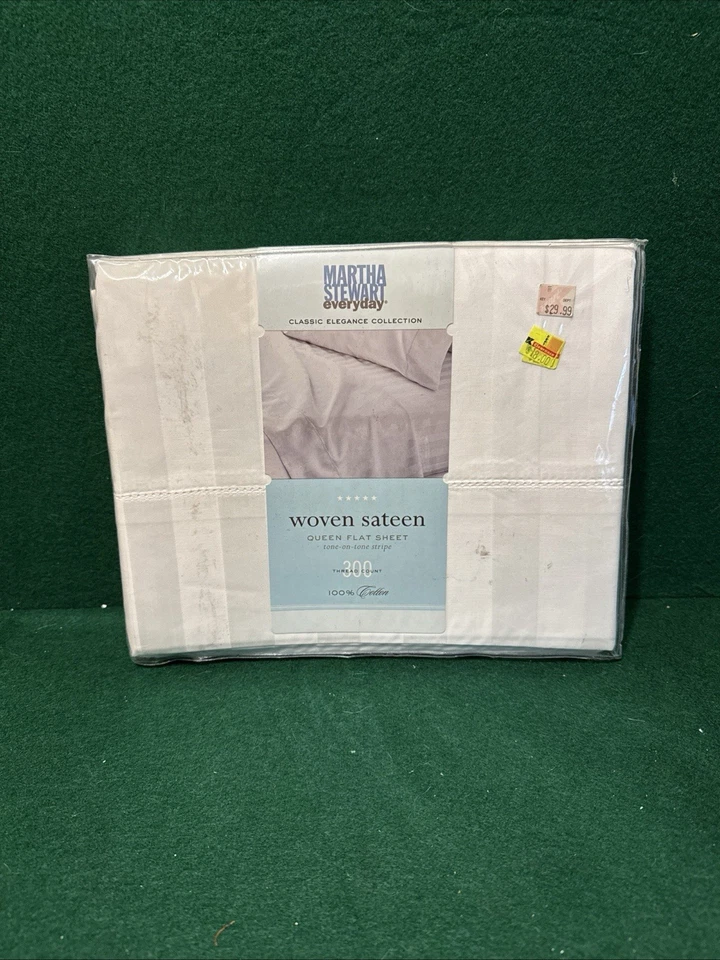 MARTHA
STEWART
everyday®
CLASSIC ELEGANCE COLLECTION
$29.99
★★★★★
woven sateen
QUEEN FLAT SHEET
tone-on-tone stripe
300
THREAD COUNT
100% Cotton